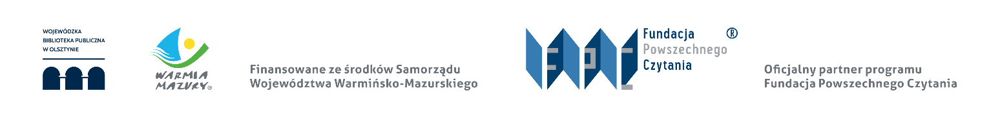 WOJEWÓDZKA
BIBLIOTEKA PUBLICZNA
W OLSZTYNIE
WARMIA
MAZURY®
Finansowane ze środków Samorządu
Województwa Warmińsko-Mazurskiego
FPC
Fundacja ®
Powszechnego
Czytania
Oficjalny partner programu
Fundacja Powszechnego Czytania